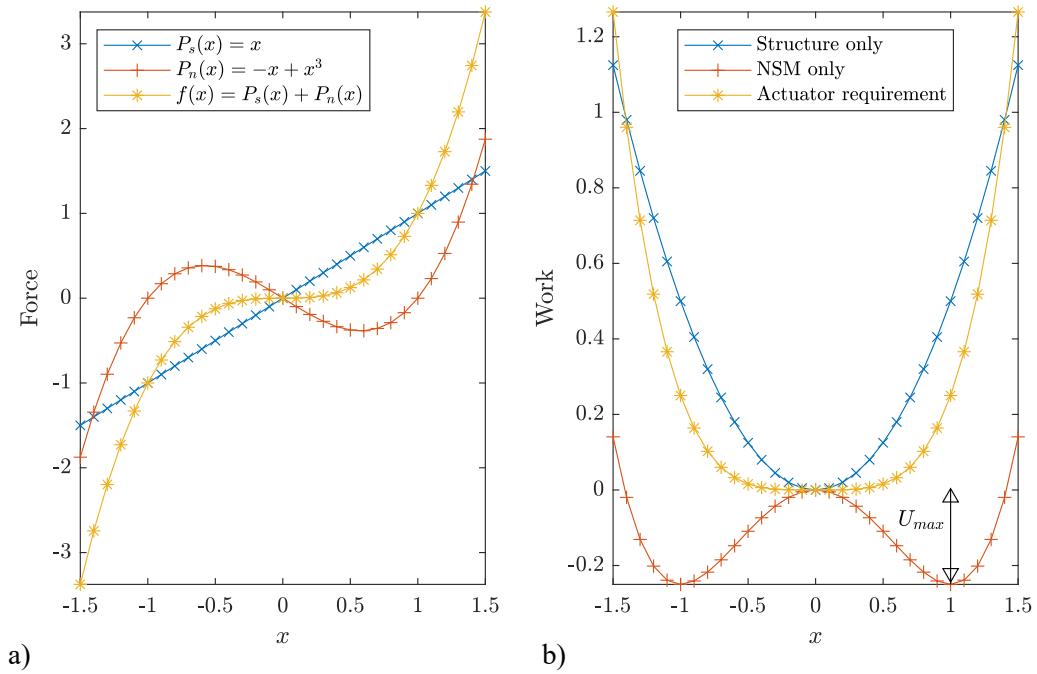 3
2
1
0
-1
-2
-3
Force
-1.5 -1 -0.5 0 0.5 1 1.5
x
P_s(x) = x
P_n(x) = −x + x^3
f(x) = P_s(x) + P_n(x)
a)
1.2
1
0.8
0.6
0.4
0.2
0
-0.2
Work
-1.5 -1 -0.5 0 0.5 1 1.5
x
Structure only
NSM only
Actuator requirement
U_max
b)